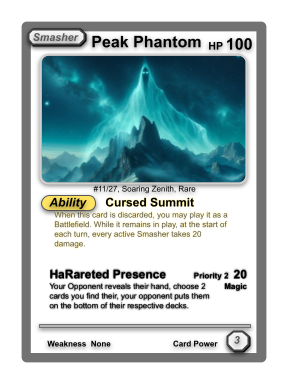 Smasher Peak Phantom HP 100
#11/27, Soaring Zenith, Rare
Ability Cursed Summit
When this card is discarded, you may play it as a
Battlefield. While it remains in play, at the start of
each turn, every active Smasher takes 20
damage.
HaRareted Presence Priority 2 20
Your Opponent reveals their hand, choose 2 Magic
cards you find their, your opponent puts them
on the bottom of their respective decks.
Weakness None Card Power 3